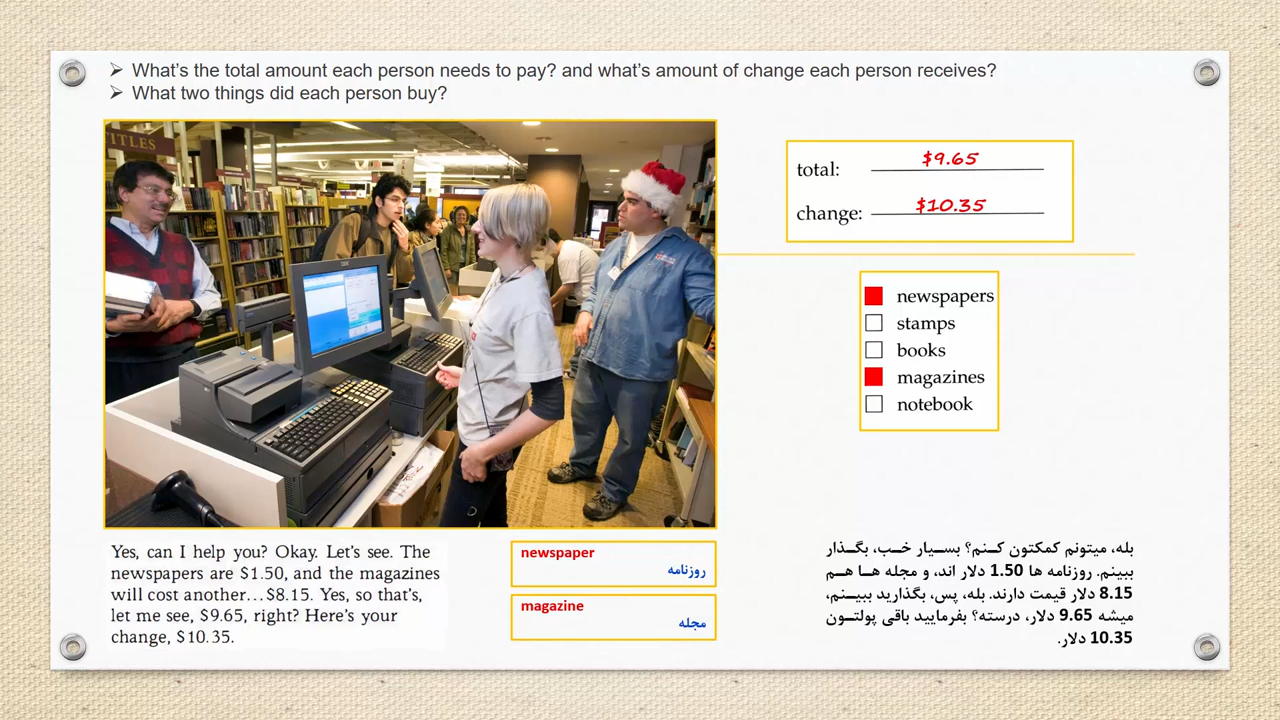 ➢ What's the total amount each person needs to pay? and what's amount of change each person receives?
➢ What two things did each person buy?
TITLES
total: $9.65
change: $10.35
newspapers
stamps
books
magazines
notebook
Yes, can I help you? Okay. Let's see. The
newspapers are $1.50, and the magazines
will cost another…$8.15. Yes, so that's,
let me see, $9.65, right? Here's your
change, $10.35.
newspaper
روزنامه
magazine
مجله
بله، میتونم کمکتون کنم؟ بسیار خب، بگذار
ببینم. روزنامه ها 1.50 دلار اند، و مجله ها هم
8.15 دلار قیمت دارند. بله، پس، بگذارید ببینم،
میشه 9.65 دلار، درسته؟ بفرمایید باقی پولتون
10.35 دلار.